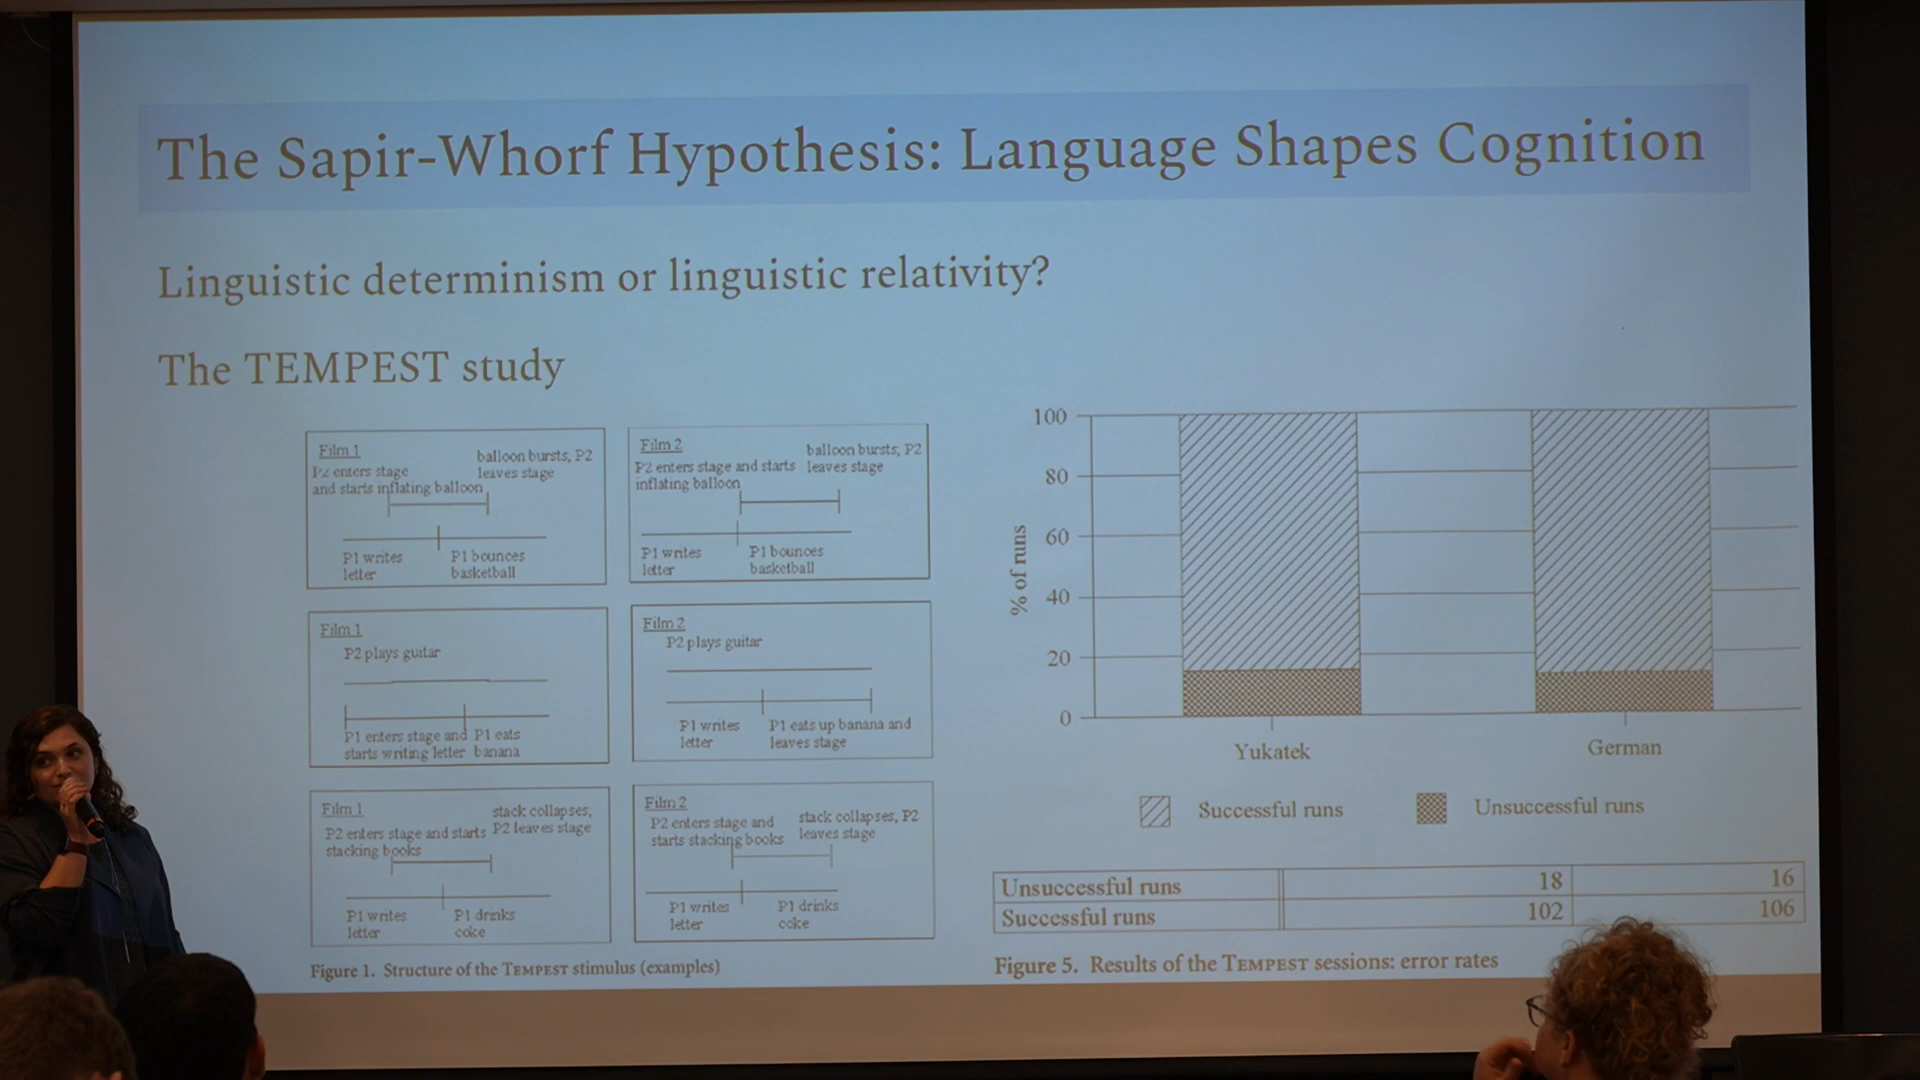 The Sapir-Whorf Hypothesis: Language Shapes Cognition
Linguistic determinism or linguistic relativity?
The TEMPEST study
Film 1
P2 enters stage
and starts inflating balloon
balloon bursts, P2
leaves stage
P1 writes
letter
P1 bounces
basketball
Film 2
P2 enters stage and starts
inflating balloon
balloon bursts, P2
leaves stage
P1 writes
letter
P1 bounces
basketball
Film 1
P2 plays guitar
P1 enters stage and
starts writing letter
P1 eats
banana
Film 2
P2 plays guitar
P1 writes
letter
P1 eats up banana and
leaves stage
Film 1
P2 enters stage and starts
stacking books
stack collapses,
P2 leaves stage
P1 writes
letter
P1 drinks
coke
Film 2
P2 enters stage and
starts stacking books
stack collapses, P2
leaves stage
P1 writes
letter
P1 drinks
coke
Figure 1. Structure of the TEMPEST stimulus (examples)
% of runs
100
80
60
40
20
0
Yukatek
German
Successful runs
Unsuccessful runs
Unsuccessful runs 18 16
Successful runs 102 106
Figure 5. Results of the TEMPEST sessions: error rates